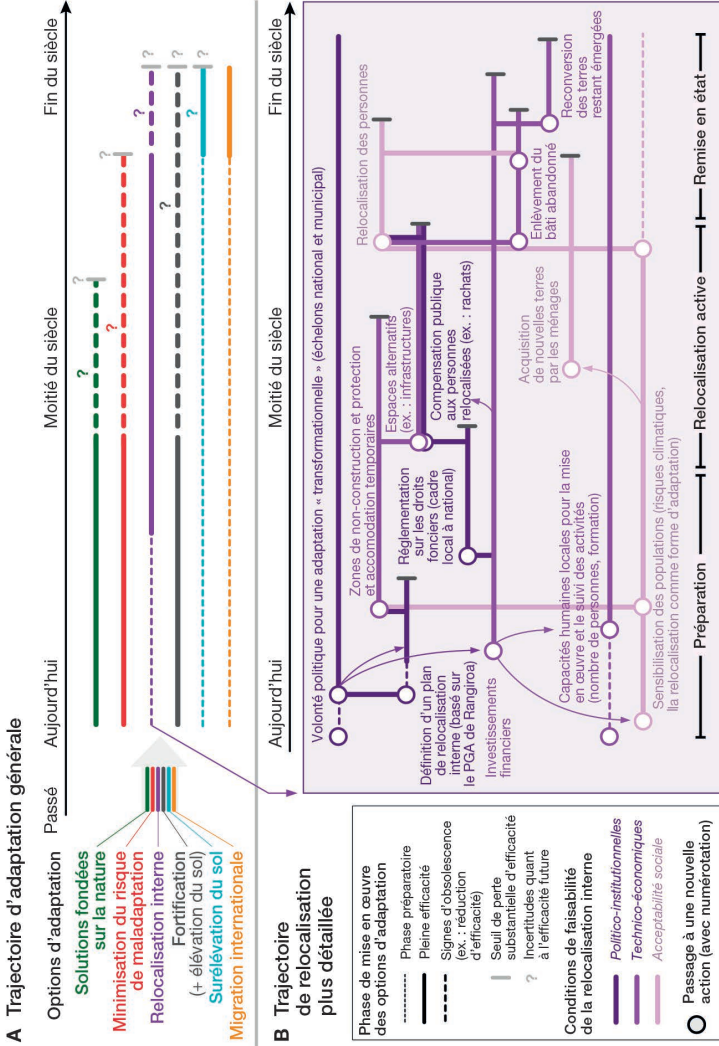 A Trajectoire d'adaptation générale
Passé
Aujourd'hui
Moitié du siècle
Fin du siècle
Options d'adaptation
Solutions fondées
sur la nature
Minimisation du risque
de maladaptation
Relocalisation interne
Fortification
(+ élévation du sol)
Surélévation du sol
Migration internationale
?
?
?
?
?
?
?
?
?
?
B Trajectoire
de relocalisation
plus détaillée
Aujourd'hui
Moitié du siècle
Fin du siècle
Phase de mise en œuvre
des options d'adaptation
Phase préparatoire
Pleine efficacité
Signes d'obsolescence
(ex. : réduction
d'efficacité)
Seuil de perte
substantielle d'efficacité
? Incertitudes quant
à l'efficacité future
Conditions de faisabilité
de la relocalisation interne
Politico-institutionnelles
Technico-économiques
Acceptabilité sociale
Passage à une nouvelle
action (avec numérotation)
Volonté politique pour une adaptation « transformationnelle » (échelons national et municipal)
Zones de non-construction et protection
et accomodation temporaires
Relocalisation des personnes
Définition d'un plan
de relocalisation
interne (basé sur
le PGA de Rangiroa)
Réglementation
sur les droits
fonciers (cadre
local à national)
Espaces alternatifs
(ex. : infrastructures)
Compensation publique
aux personnes
relocalisées (ex. : rachats)
Investissements
financiers
Enlèvement du
bâti abandonné
Reconversion
des terres
restant émergées
Capacités humaines locales pour la mise
en œuvre et le suivi des activités
(nombre de personnes, formation)
Acquisition
de nouvelles terres
par les ménages
Sensibilisation des populations (risques climatiques,
lla relocalisation comme forme d'adaptation)
Préparation
Relocalisation active
Remise en état